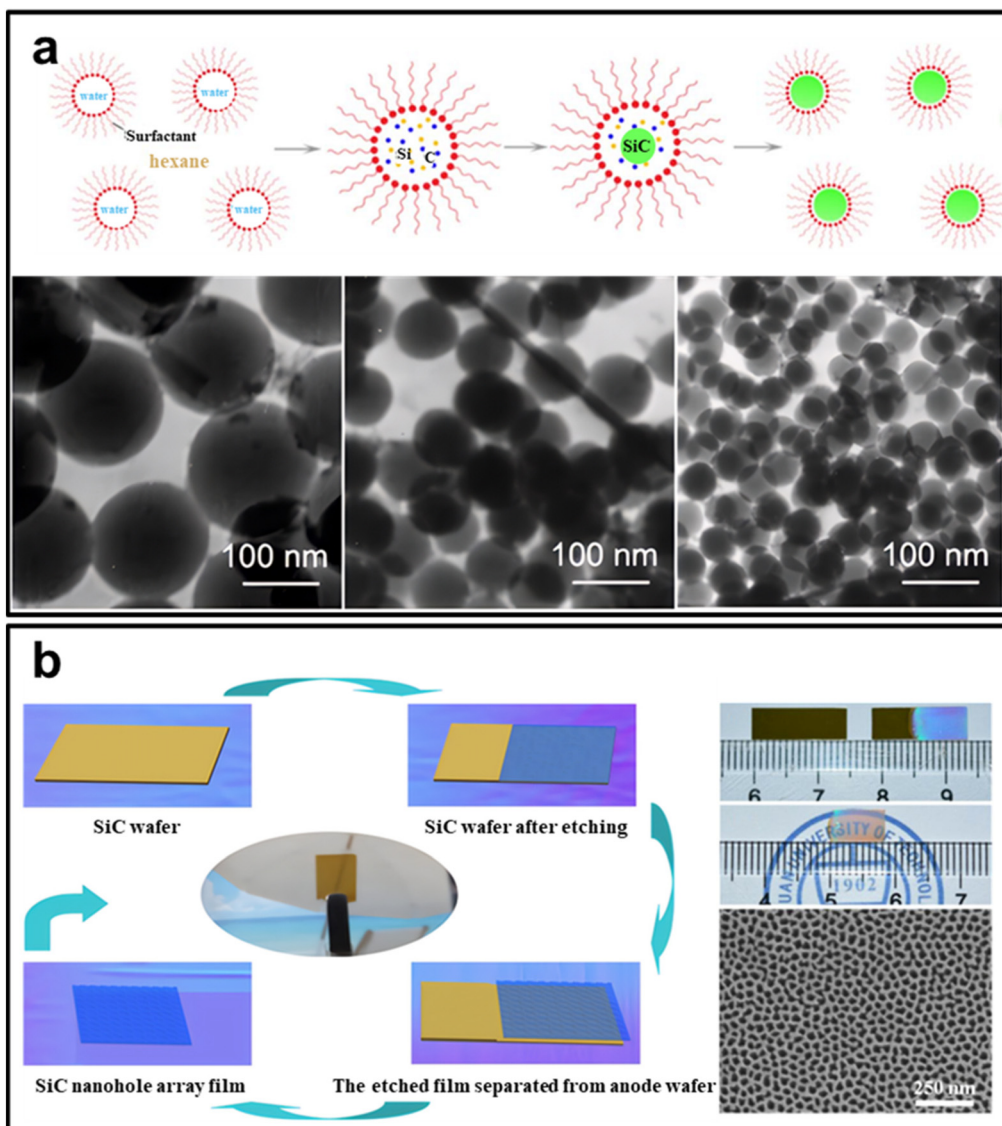 a
water
water
Surfactant
hexane
water
water
Si
C
SiC
100 nm
100 nm
100 nm
b
SiC wafer
SiC wafer after etching
SiC nanohole array film
The etched film separated from anode wafer
6 7 8 9
UNIVERSITY OF
1902
4 5 6 7
250 nm